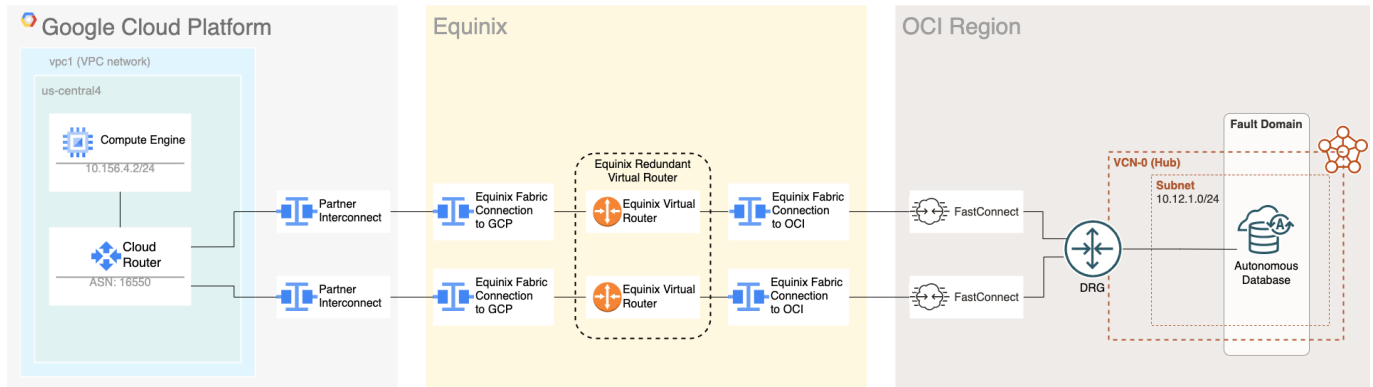 Google Cloud Platform
vpc1 (VPC network)
us-central4
Compute Engine
10.156.4.2/24
Cloud
Router
ASN: 16550
Partner
Interconnect
Partner
Interconnect
Equinix
Equinix Fabric
Connection
to GCP
Equinix Fabric
Connection
to GCP
Equinix Redundant
Virtual Router
Equinix Virtual
Router
Equinix Virtual
Router
Equinix Fabric
Connection
to OCI
Equinix Fabric
Connection
to OCI
OCI Region
FastConnect
FastConnect
DRG
Fault Domain
VCN-0 (Hub)
Subnet
10.12.1.0/24
A
Autonomous
Database